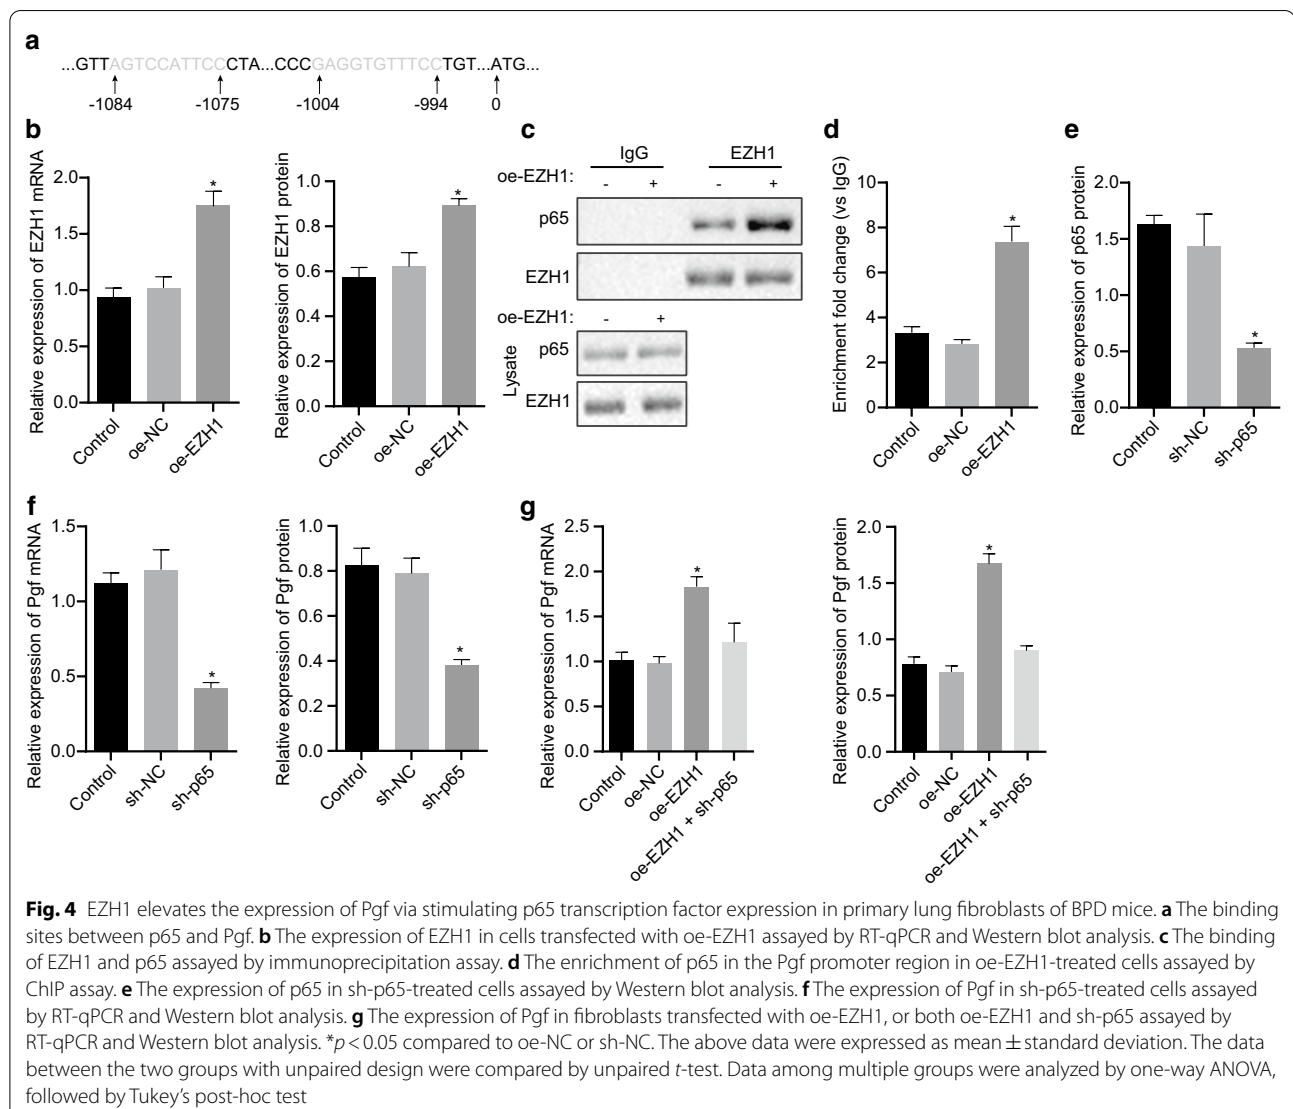 a
...GTTAGTCCATTCCCTA...CCCGAGGTGTTTCCTGT...ATG...
-1084 -1075 -1004 -994 0
b
Relative expression of EZH1 mRNA
2.0
1.5
1.0
0.5
0.0
*
Control
oe-NC
oe-EZH1
Relative expression of EZH1 protein
1.0
0.8
0.6
0.4
0.2
0.0
*
Control
oe-NC
oe-EZH1
c
IgG EZH1
oe-EZH1: - + - +
p65
EZH1
oe-EZH1: - +
Lysate
p65
EZH1
d
Enrichment fold change (vs IgG)
10
8
6
4
2
0
*
Control
oe-NC
oe-EZH1
e
Relative expression of p65 protein
2.0
1.5
1.0
0.5
0.0
*
Control
sh-NC
sh-p65
f
Relative expression of Pgf mRNA
1.5
1.0
0.5
0.0
*
Control
sh-NC
sh-p65
Relative expression of Pgf protein
1.0
0.8
0.6
0.4
0.2
0.0
*
Control
sh-NC
sh-p65
g
Relative expression of Pgf mRNA
2.5
2.0
1.5
1.0
0.5
0.0
*
Control
oe-NC
oe-EZH1
oe-EZH1 + sh-p65
Relative expression of Pgf protein
2.0
1.5
1.0
0.5
0.0
*
Control
oe-NC
oe-EZH1
oe-EZH1 + sh-p65
Fig. 4 EZH1 elevates the expression of Pgf via stimulating p65 transcription factor expression in primary lung fibroblasts of BPD mice. a The binding
sites between p65 and Pgf. b The expression of EZH1 in cells transfected with oe-EZH1 assayed by RT-qPCR and Western blot analysis. c The binding
of EZH1 and p65 assayed by immunoprecipitation assay. d The enrichment of p65 in the Pgf promoter region in oe-EZH1-treated cells assayed by
ChIP assay. e The expression of p65 in sh-p65-treated cells assayed by Western blot analysis. f The expression of Pgf in sh-p65-treated cells assayed
by RT-qPCR and Western blot analysis. g The expression of Pgf in fibroblasts transfected with oe-EZH1, or both oe-EZH1 and sh-p65 assayed by
RT-qPCR and Western blot analysis. *p < 0.05 compared to oe-NC or sh-NC. The above data were expressed as mean ± standard deviation. The data
between the two groups with unpaired design were compared by unpaired t-test. Data among multiple groups were analyzed by one-way ANOVA,
followed by Tukey's post-hoc test